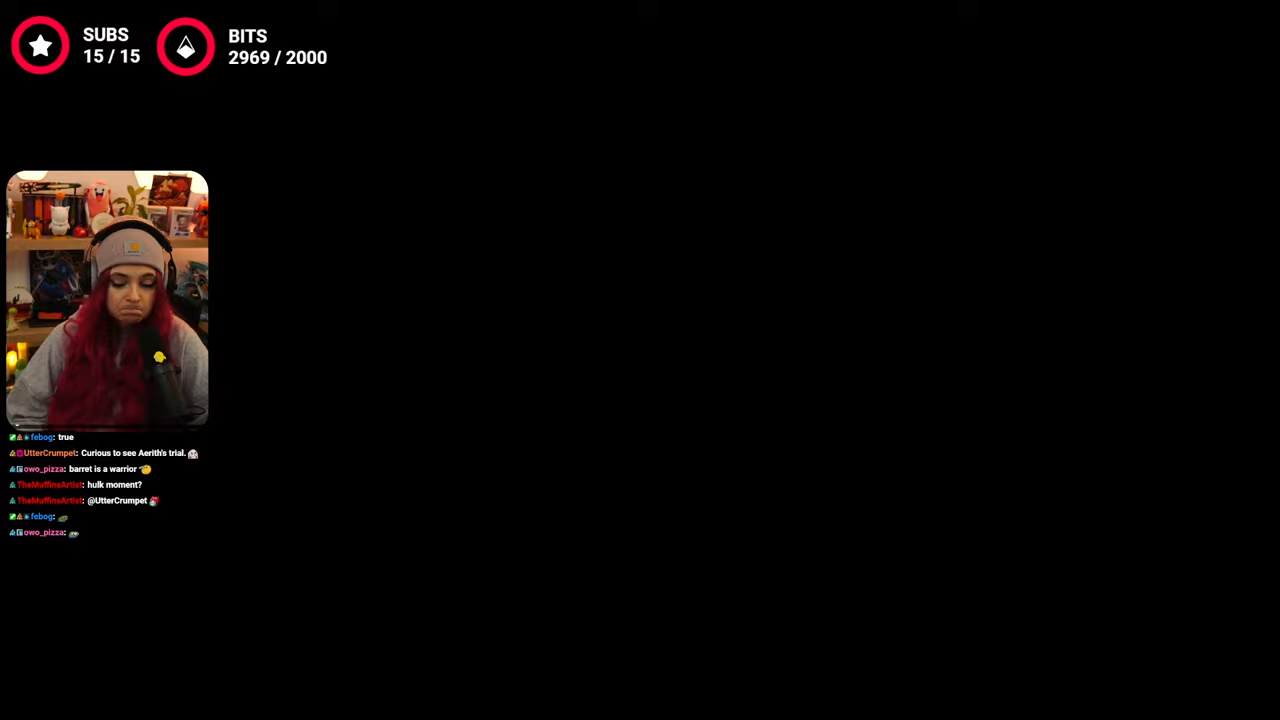 SUBS
15 / 15
BITS
2969 / 2000
febog: true
UtterCrumpet: Curious to see Aerith's trial.
owo_pizza: barret is a warrior
TheMuffinsArtist: hulk moment?
TheMuffinsArtist: @UtterCrumpet
febog:
owo_pizza: